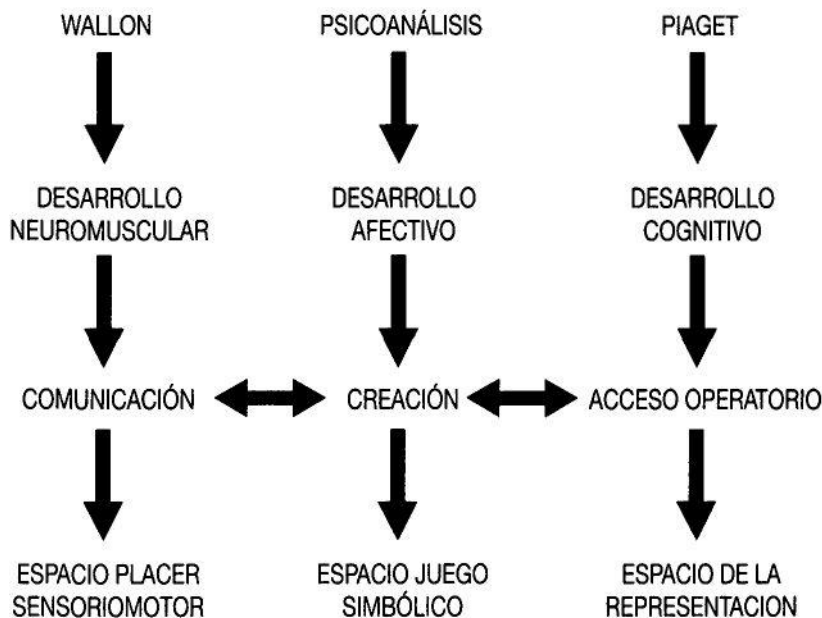 WALLON
PSICOANÁLISIS
PIAGET
DESARROLLO
NEUROMUSCULAR
DESARROLLO
AFECTIVO
DESARROLLO
COGNITIVO
COMUNICACIÓN
CREACIÓN
ACCESO OPERATORIO
ESPACIO PLACER
SENSORIOMOTOR
ESPACIO JUEGO
SIMBÓLICO
ESPACIO DE LA
REPRESENTACION